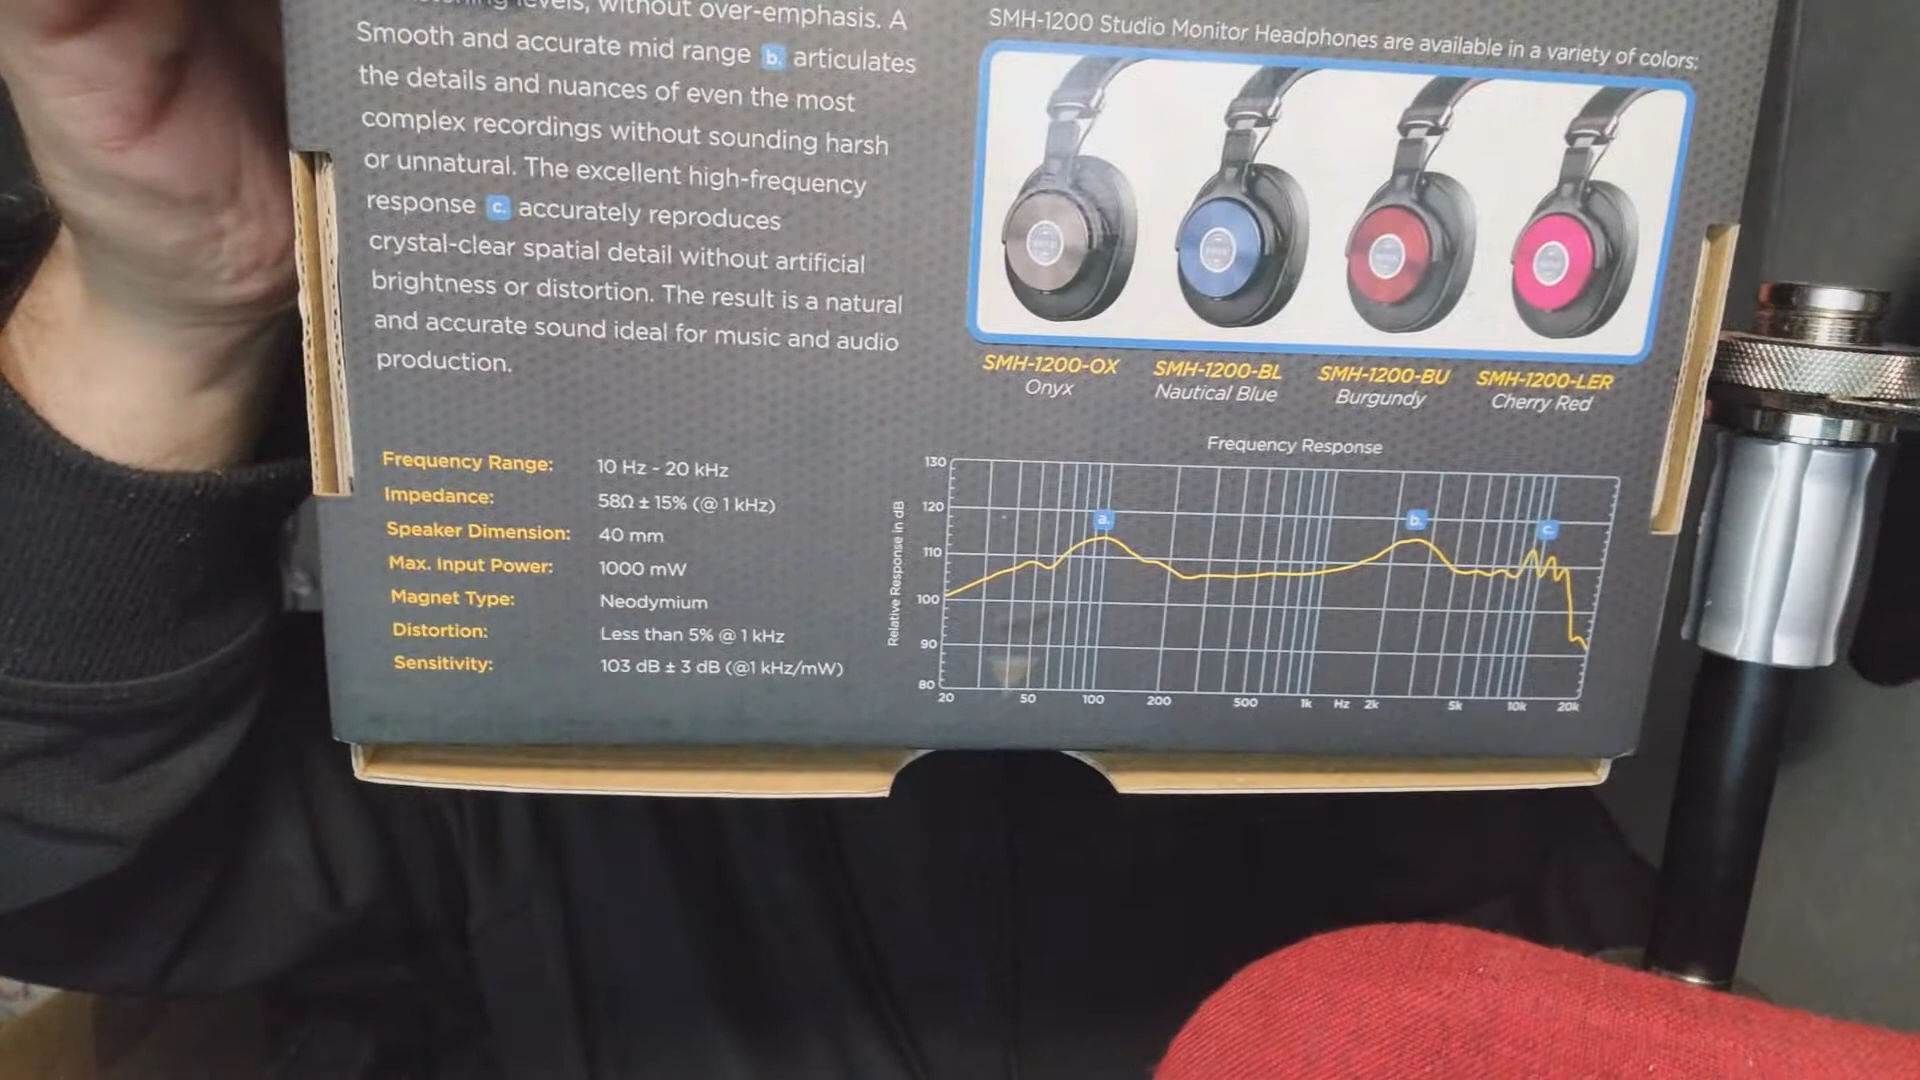 levels, without over-emphasis. A
Smooth and accurate mid range b. articulates
the details and nuances of even the most
complex recordings without sounding harsh
or unnatural. The excellent high-frequency
response c. accurately reproduces
crystal-clear spatial detail without artificial
brightness or distortion. The result is a natural
and accurate sound ideal for music and audio
production.
SMH-1200 Studio Monitor Headphones are available in a variety of colors:
SMH-1200-OX
Onyx
SMH-1200-BL
Nautical Blue
SMH-1200-BU
Burgundy
SMH-1200-LER
Cherry Red
Frequency Range: 10 Hz - 20 kHz
Impedance: 58Ω ± 15% (@ 1 kHz)
Speaker Dimension: 40 mm
Max. Input Power: 1000 mW
Magnet Type: Neodymium
Distortion: Less than 5% @ 1 kHz
Sensitivity: 103 dB ± 3 dB (@1 kHz/mW)
Frequency Response
Relative Response in dB
130
120
110
100
90
80
a.
b.
c.
20 50 100 200 500 1k Hz 2k 5k 10k 20k